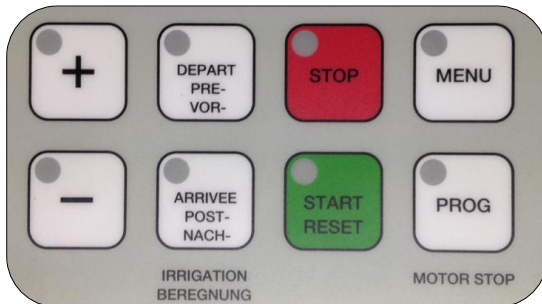 +
DEPART
PRE-
VOR-
STOP
MENU
−
ARRIVEE
POST-
NACH-
START
RESET
PROG
IRRIGATION
BEREGNUNG
MOTOR STOP